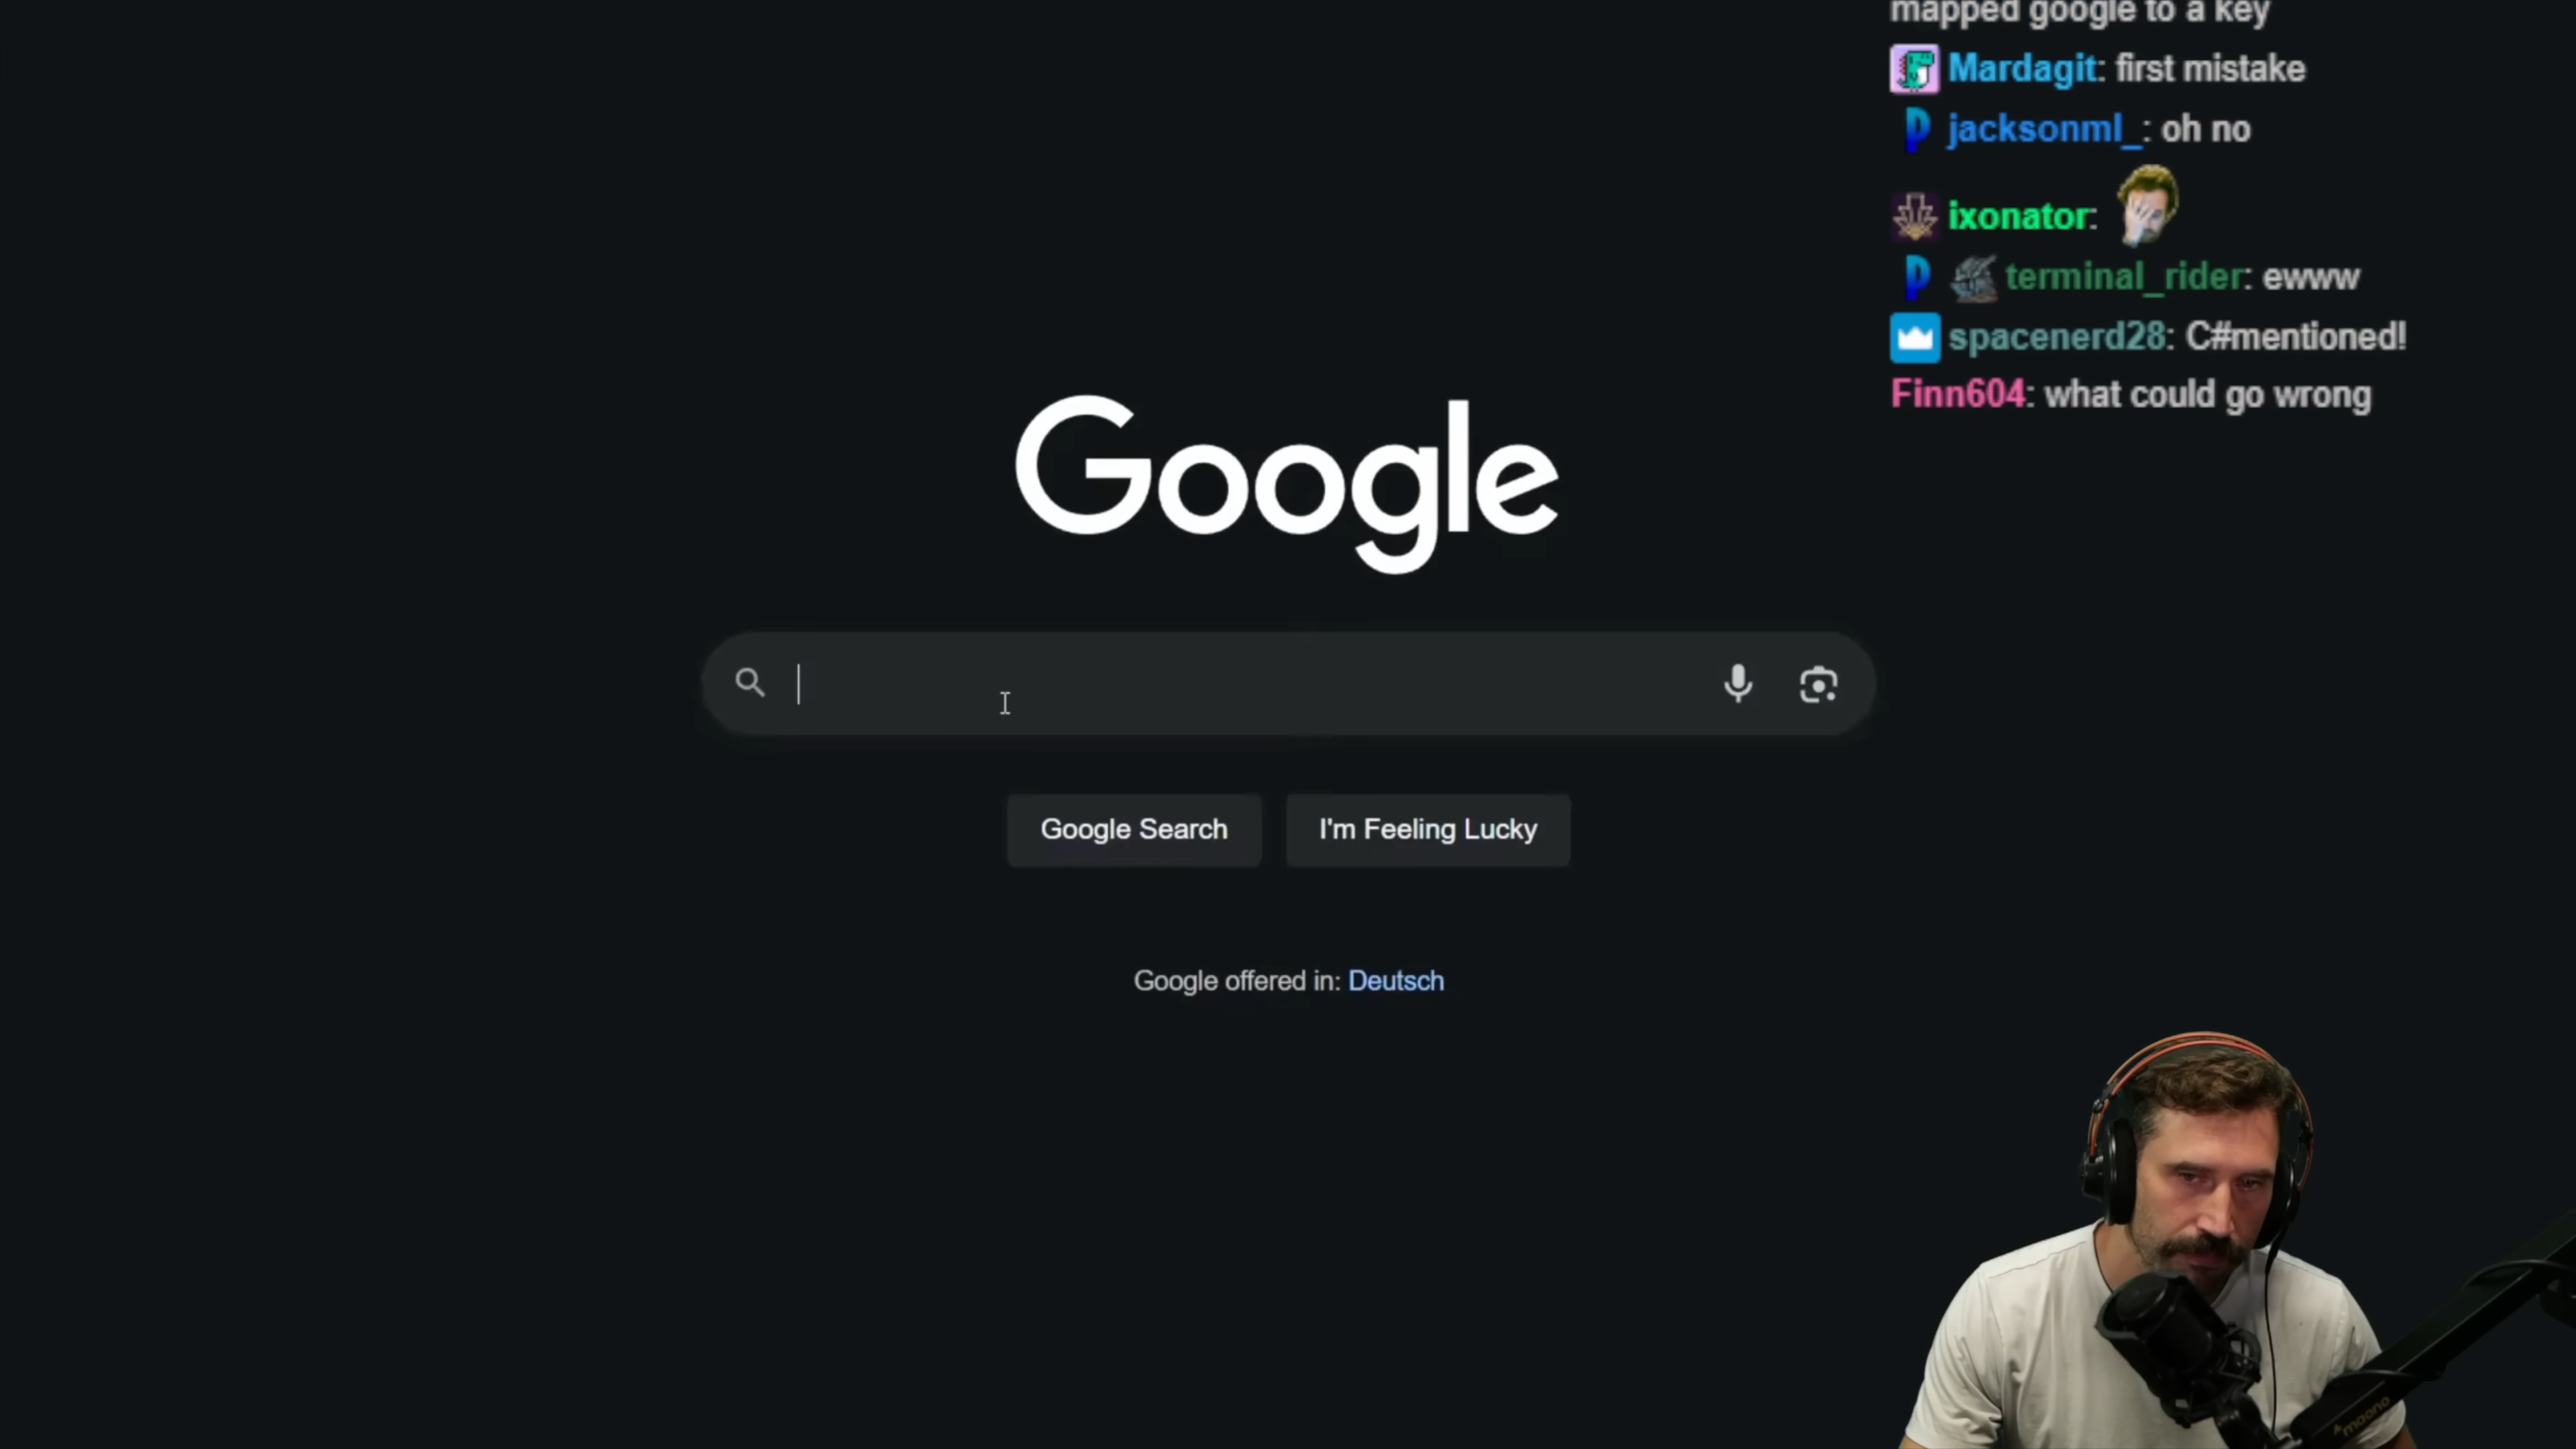 mapped google to a key
Mardagit: first mistake
jacksonml_: oh no
ixonator:
terminal_rider: ewww
spacenerd28: C#mentioned!
Finn604: what could go wrong
Google
Google Search
I'm Feeling Lucky
Google offered in: Deutsch
maono